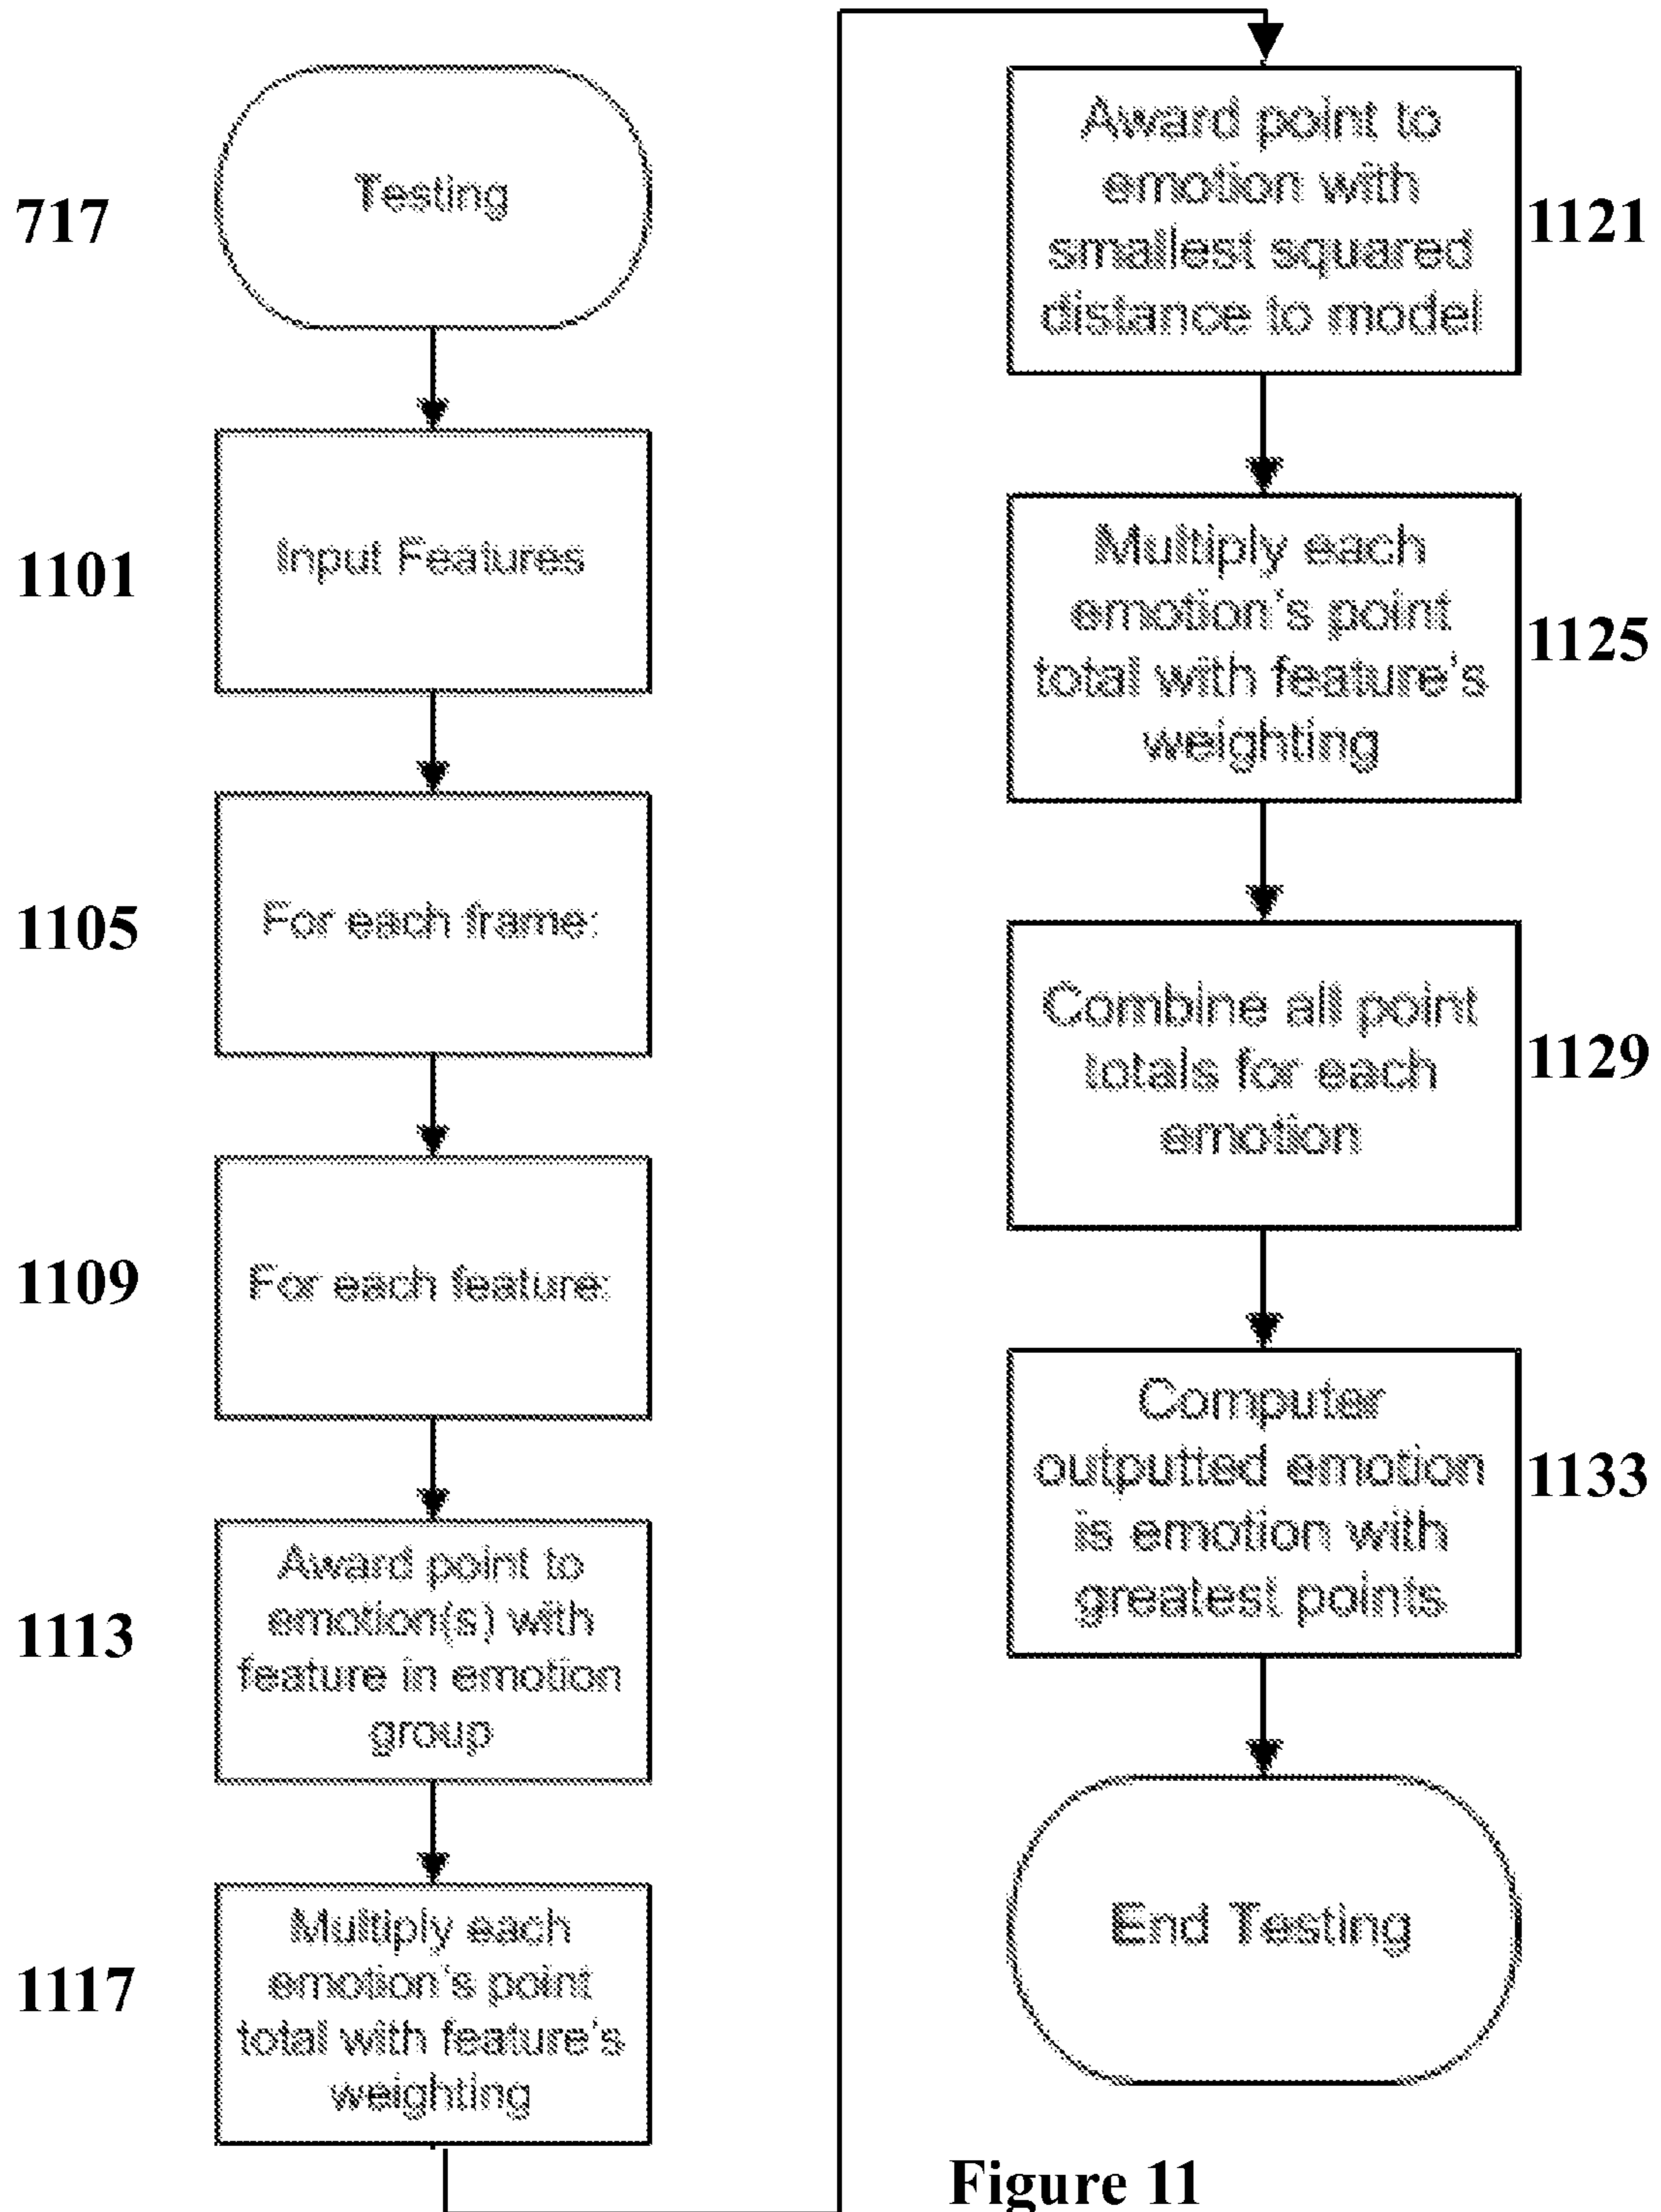 717
Testing
1101
Input Features
1105
For each frame:
1109
For each feature:
1113
Award point to
emotion(s) with
feature in emotion
group
1117
Multiply each
emotion's point
total with feature's
weighting
Award point to
emotion with
smallest squared
distance to model
1121
Multiply each
emotion's point
total with feature's
weighting
1125
Combine all point
totals for each
emotion
1129
Computer
outputted emotion
is emotion with
greatest points
1133
End Testing
Figure 11